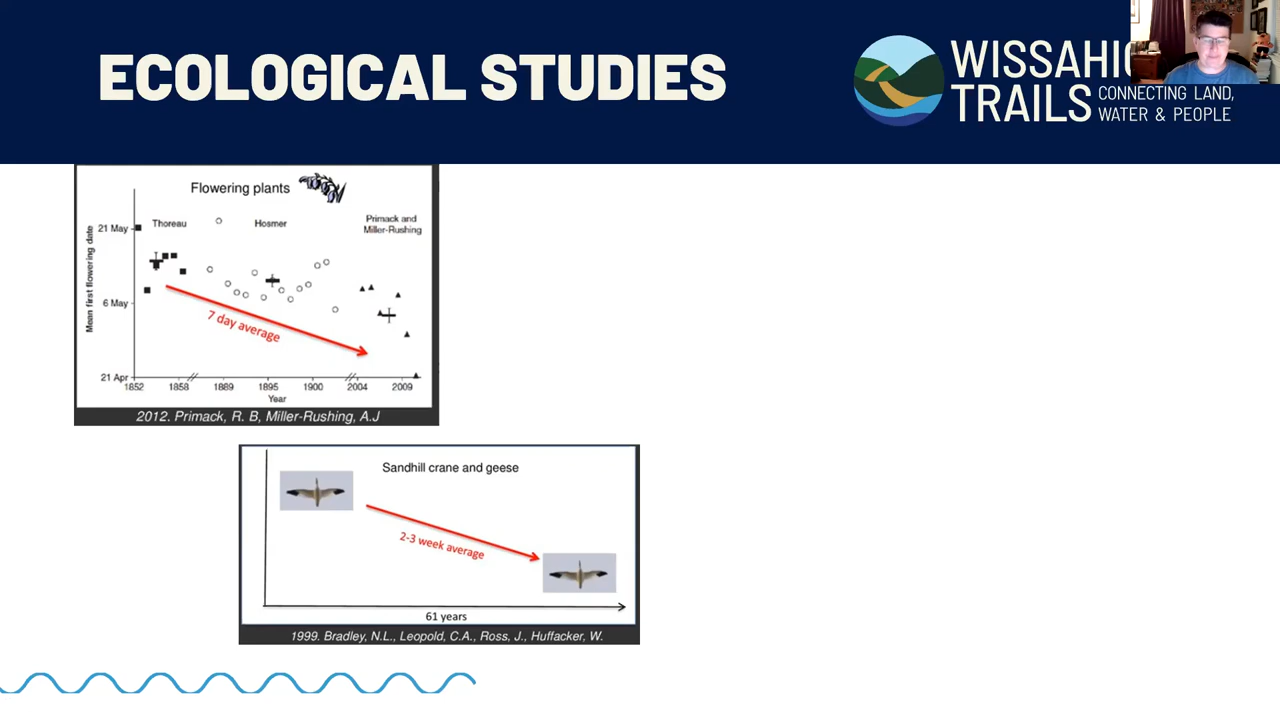 ECOLOGICAL STUDIES
TRAILS
CONNECTING LAND,
WATER & PEOPLE
Flowering plants
Thoreau
Hosmer
Primack and
Miller-Rushing
Mean first flowering date
21 May
6 May
21 Apr
7 day average
1852
1858
1889
1895
1900
2004
2009
Year
2012. Primack, R. B, Miller-Rushing, A.J
Sandhill crane and geese
2-3 week average
61 years
1999. Bradley, N.L., Leopold, C.A., Ross, J., Huffacker, W.